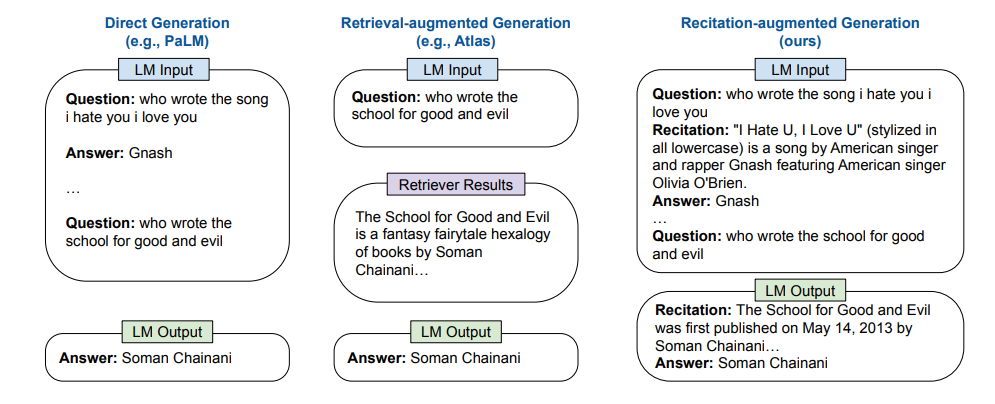 Direct Generation
(e.g., PaLM)
LM Input
Question: who wrote the song
i hate you i love you
Answer: Gnash
…
Question: who wrote the
school for good and evil
LM Output
Answer: Soman Chainani
Retrieval-augmented Generation
(e.g., Atlas)
LM Input
Question: who wrote the
school for good and evil
Retriever Results
The School for Good and Evil
is a fantasy fairytale hexalogy
of books by Soman
Chainani…
LM Output
Answer: Soman Chainani
Recitation-augmented Generation
(ours)
LM Input
Question: who wrote the song i hate you i
love you
Recitation: "I Hate U, I Love U" (stylized in
all lowercase) is a song by American singer
and rapper Gnash featuring American singer
Olivia O'Brien.
Answer: Gnash
…
Question: who wrote the school for good
and evil
LM Output
Recitation: The School for Good and Evil
was first published on May 14, 2013 by
Soman Chainani…
Answer: Soman Chainani